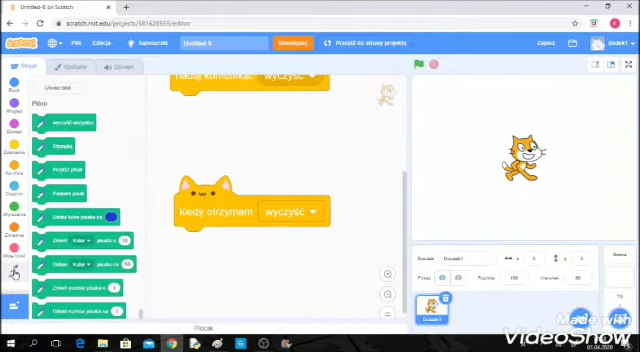 Untitled-8 on Scratch
scratch.mit.edu/projects/381628555/editor
SCRATCH
Plik
Edycja
Samouczki
Untitled-8
Udostępnij
Przejdź do strony projektu
Zapisz
Skrypt
Kostiumy
Dźwięki
Utwórz blok
Pióro
wyczyść wszystko
Stempluj
Przyłóż pisak
Podnieś pisak
Ustaw kolor pisaka na
Zmień Kolor pisaka o 10
Ustaw Kolor pisaka na 50
Zmień rozmiar pisaka o 1
Ustaw rozmiar pisaka na 1
Ruch
Wygląd
Dźwięk
Zdarzenia
Kontrola
Czujniki
Wyrażenia
Zmienne
Moje bloki
nadaj komunikat wyczyść
kiedy otrzymam wyczyść
Duszek
Duszek1
Pokaż
Rozmiar
100
Kierunek
90
Scena
Tła
Duszek1
Plecak
Made with
VideoShow
01.04.2020